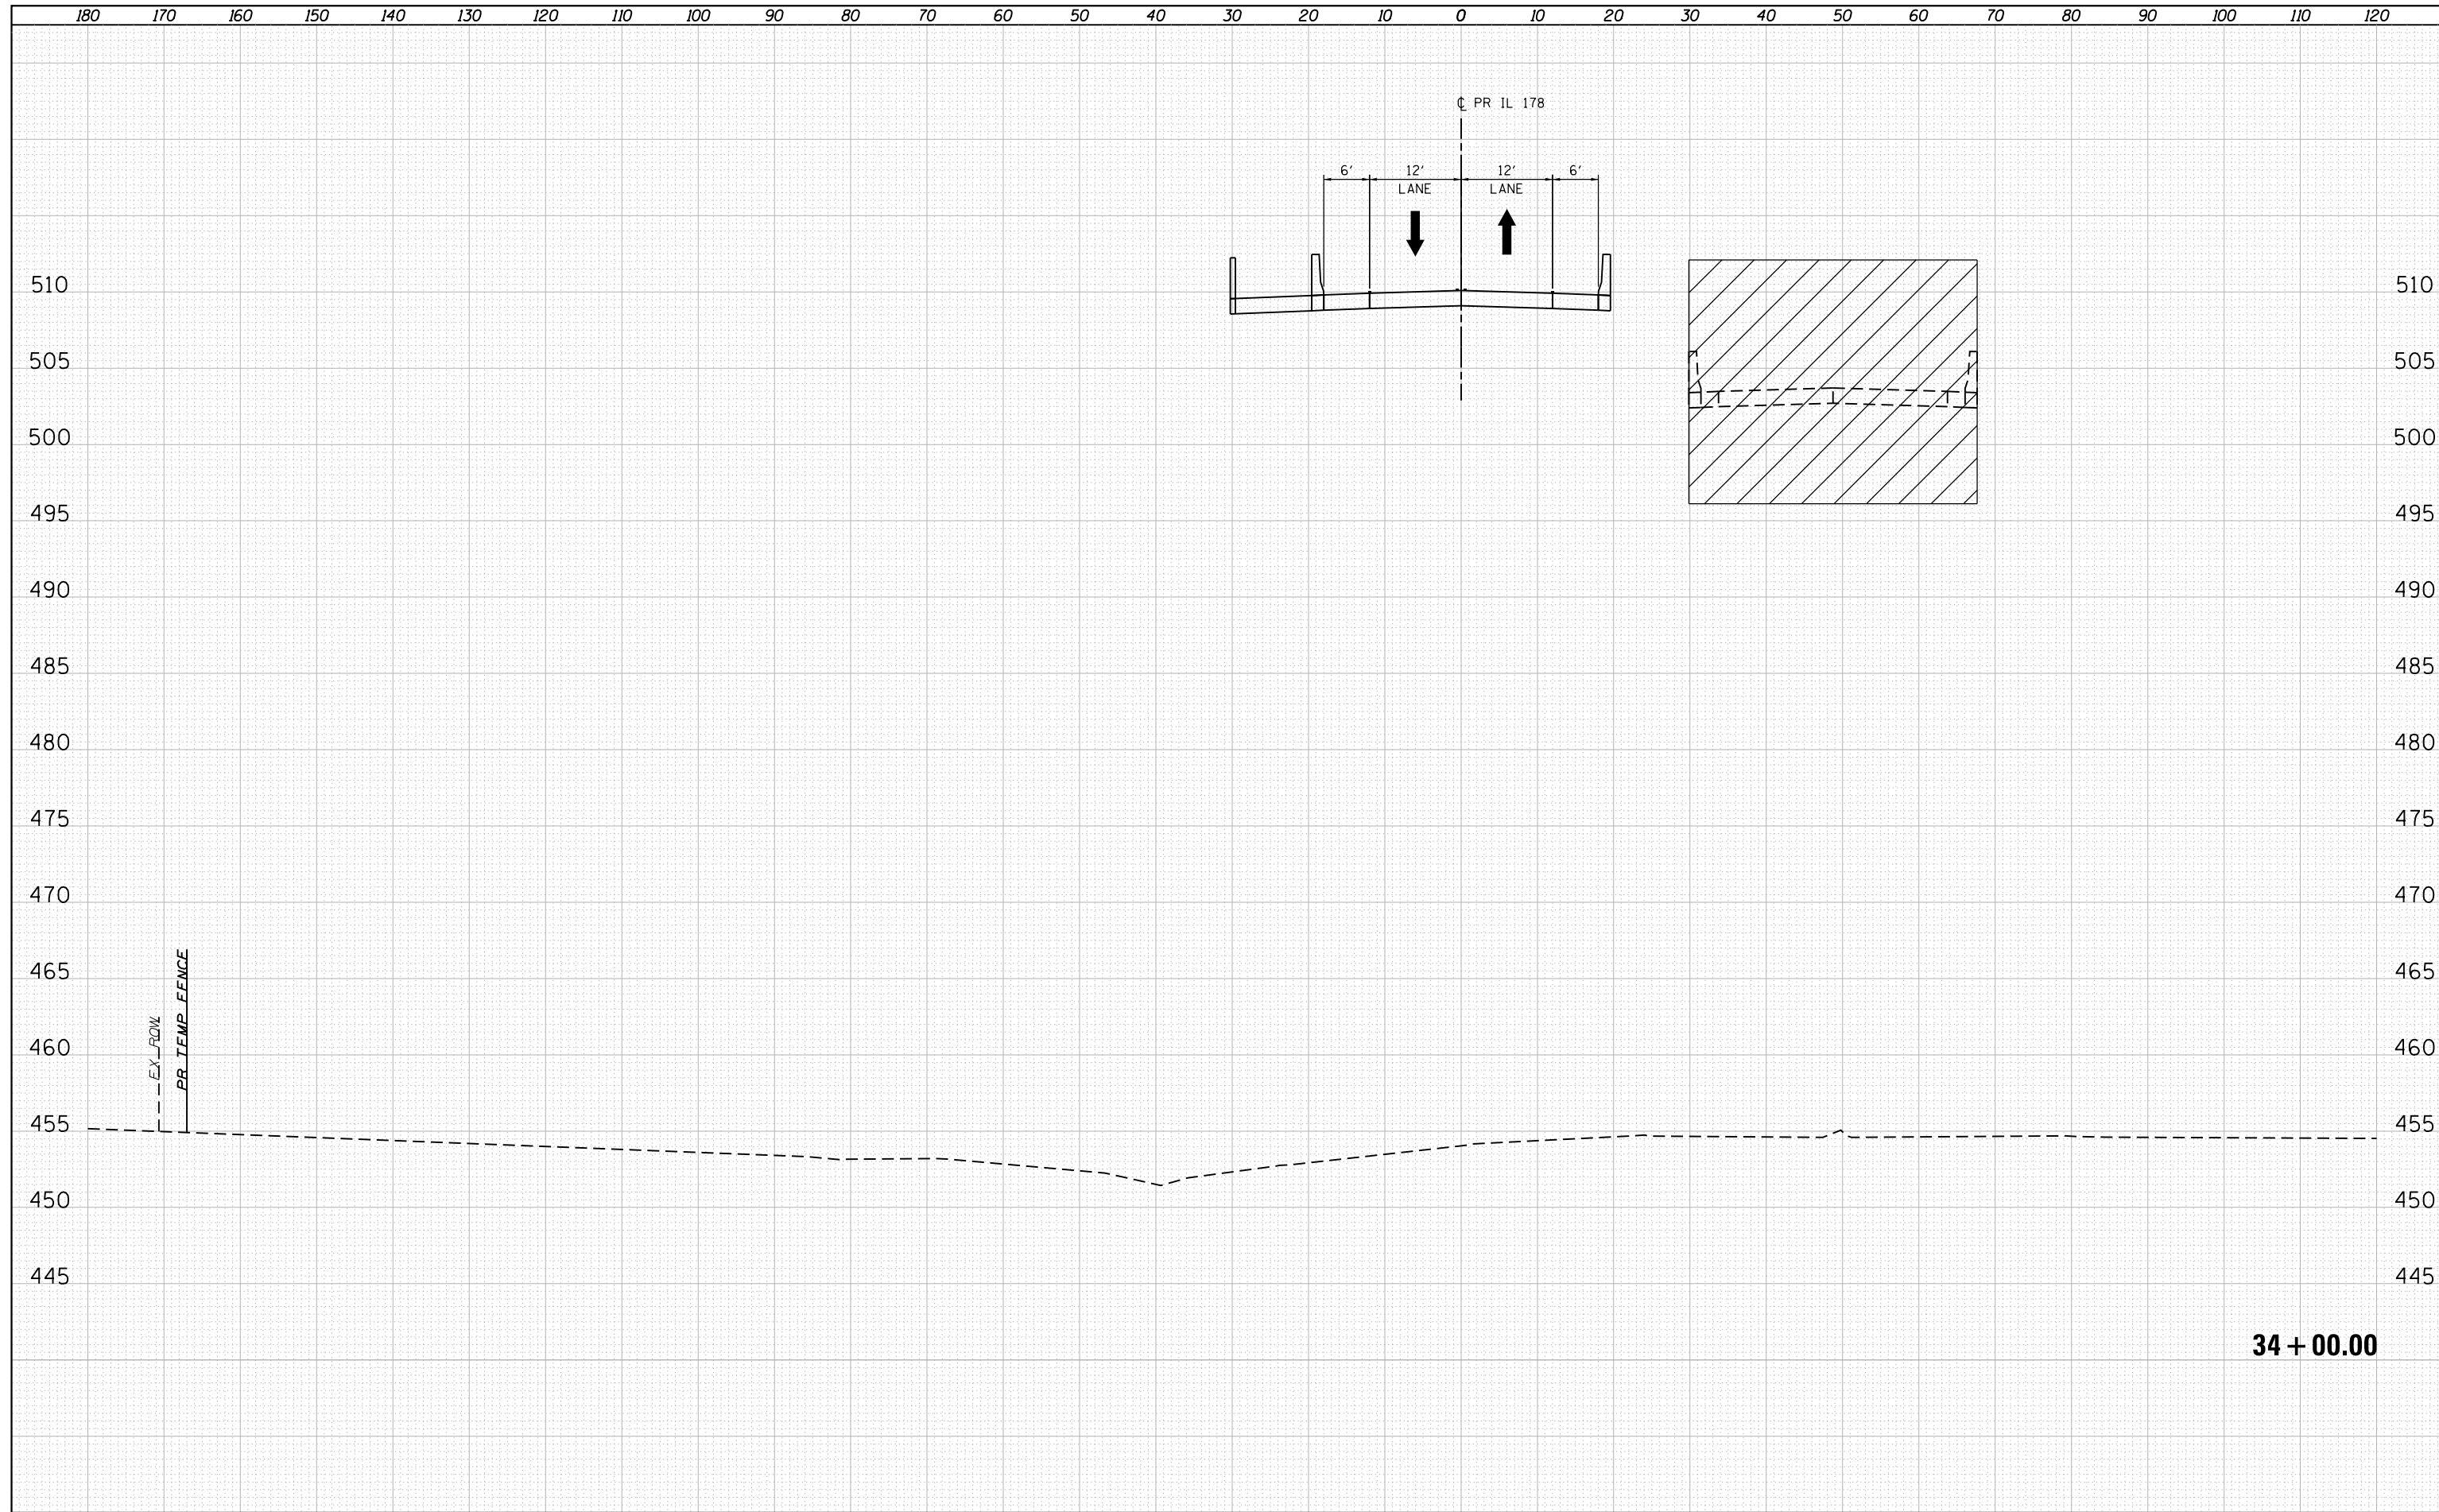 180 170 160 150 140 130 120 110 100 90 80 70 60 50 40 30 20 10 0 10 20 30 40 50 60 70 80 90 100 110 120
℄ PR IL 178
6' 12' 12' 6'
LANE LANE
510 510
505 505
500 500
495 495
490 490
485 485
480 480
475 475
470 470
465 465
EX ROW
PR TEMP FENCE
460 460
455 455
450 450
445 445
34+00.00